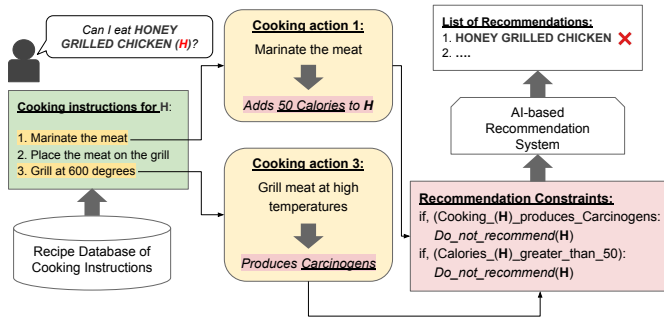 Can I eat HONEY
GRILLED CHICKEN (H)?
Cooking instructions for H:
1. Marinate the meat
2. Place the meat on the grill
3. Grill at 600 degrees
Recipe Database of
Cooking Instructions
Cooking action 1:
Marinate the meat
Adds 50 Calories to H
Cooking action 3:
Grill meat at high
temperatures
Produces Carcinogens
List of Recommendations:
1. HONEY GRILLED CHICKEN
2. ....
AI-based
Recommendation
System
Recommendation Constraints:
if, (Cooking_(H)_produces_Carcinogens:
Do_not_recommend(H)
if, (Calories_(H)_greater_than_50):
Do_not_recommend(H)